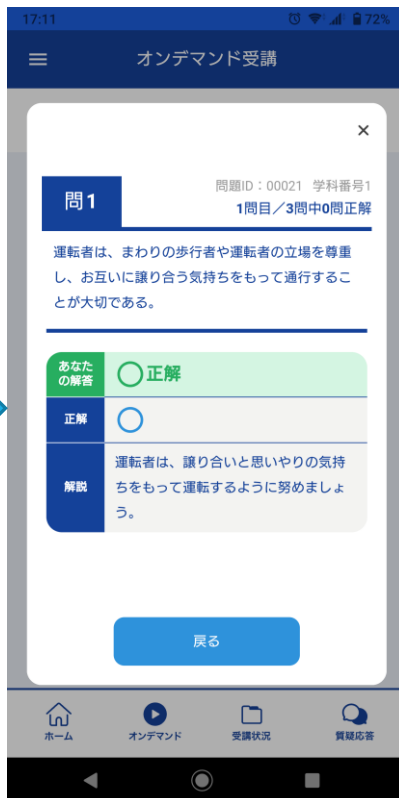 17:11
72%
オンデマンド受講
×
問題ID：00021 学科番号1
問1
1問目／3問中0問正解
運転者は、まわりの歩行者や運転者の立場を尊重
し、お互いに譲り合う気持ちをもって通行するこ
とが大切である。
あなた
の解答
◯正解
正解
◯
解説
運転者は、譲り合いと思いやりの気持
ちをもって運転するように努めましょ
う。
戻る
ホーム
オンデマンド
受講状況
質疑応答